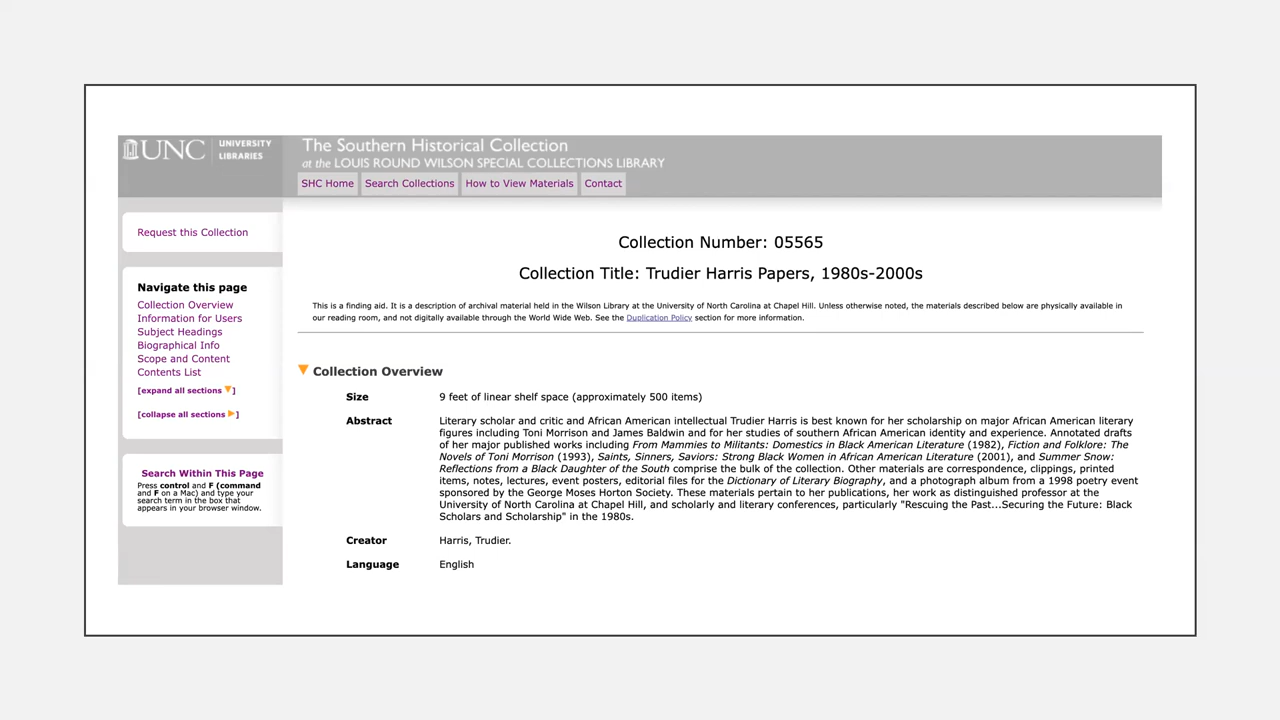 UNC
UNIVERSITY
LIBRARIES
The Southern Historical Collection
at the LOUIS ROUND WILSON SPECIAL COLLECTIONS LIBRARY
SHC Home
Search Collections
How to View Materials
Contact
Request this Collection
Navigate this page
Collection Overview
Information for Users
Subject Headings
Biographical Info
Scope and Content
Contents List
[expand all sections ▼]
[collapse all sections ►]
Search Within This Page
Press control and F (command
and F on a Mac) and type your
search term in the box that
appears in your browser window.
Collection Number: 05565
Collection Title: Trudier Harris Papers, 1980s-2000s
This is a finding aid. It is a description of archival material held in the Wilson Library at the University of North Carolina at Chapel Hill. Unless otherwise noted, the materials described below are physically available in
our reading room, and not digitally available through the World Wide Web. See the Duplication Policy section for more information.
▼ Collection Overview
Size
9 feet of linear shelf space (approximately 500 items)
Abstract
Literary scholar and critic and African American intellectual Trudier Harris is best known for her scholarship on major African American literary
figures including Toni Morrison and James Baldwin and for her studies of southern African American identity and experience. Annotated drafts
of her major published works including From Mammies to Militants: Domestics in Black American Literature (1982), Fiction and Folklore: The
Novels of Toni Morrison (1993), Saints, Sinners, Saviors: Strong Black Women in African American Literature (2001), and Summer Snow:
Reflections from a Black Daughter of the South comprise the bulk of the collection. Other materials are correspondence, clippings, printed
items, notes, lectures, event posters, editorial files for the Dictionary of Literary Biography, and a photograph album from a 1998 poetry event
sponsored by the George Moses Horton Society. These materials pertain to her publications, her work as distinguished professor at the
University of North Carolina at Chapel Hill, and scholarly and literary conferences, particularly "Rescuing the Past...Securing the Future: Black
Scholars and Scholarship" in the 1980s.
Creator
Harris, Trudier.
Language
English